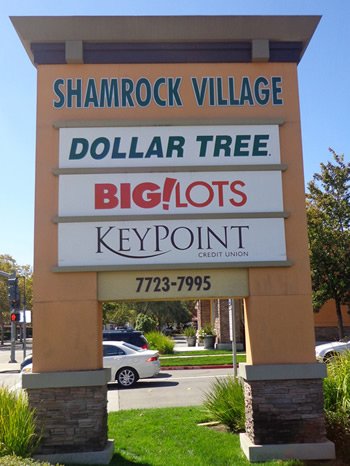 SHAMROCK VILLAGE
DOLLAR TREE
BIG!LOTS
KEYPOINT
CREDIT UNION
7723-7995